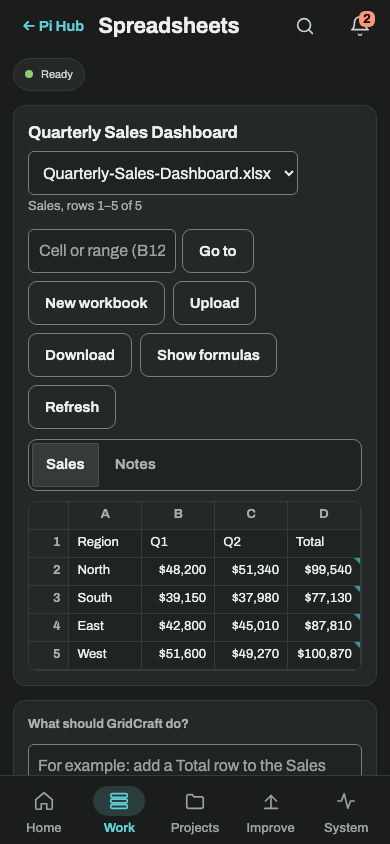 ← Pi Hub Spreadsheets 2
Ready
Quarterly Sales Dashboard
Quarterly-Sales-Dashboard.xlsx
Sales, rows 1–5 of 5
Cell or range (B12 Go to
New workbook Upload
Download Show formulas
Refresh
Sales Notes
A B C D
1 Region Q1 Q2 Total
2 North $48,200 $51,340 $99,540
3 South $39,150 $37,980 $77,130
4 East $42,800 $45,010 $87,810
5 West $51,600 $49,270 $100,870
What should GridCraft do?
For example: add a Total row to the Sales
Home Work Projects Improve System